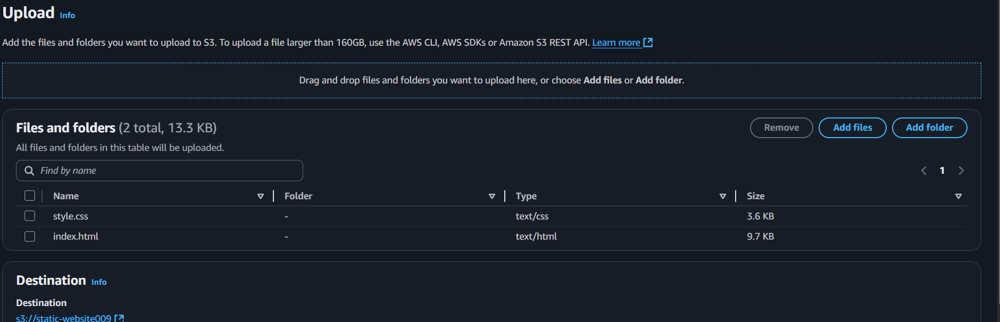 Upload Info
Add the files and folders you want to upload to S3. To upload a file larger than 160GB, use the AWS CLI, AWS SDKs or Amazon S3 REST API. Learn more
Drag and drop files and folders you want to upload here, or choose Add files or Add folder.
Files and folders (2 total, 13.3 KB)
Remove Add files Add folder
All files and folders in this table will be uploaded.
Find by name
1
Name Folder Type Size
style.css - text/css 3.6 KB
index.html - text/html 9.7 KB
Destination Info
Destination
s3://static-website009